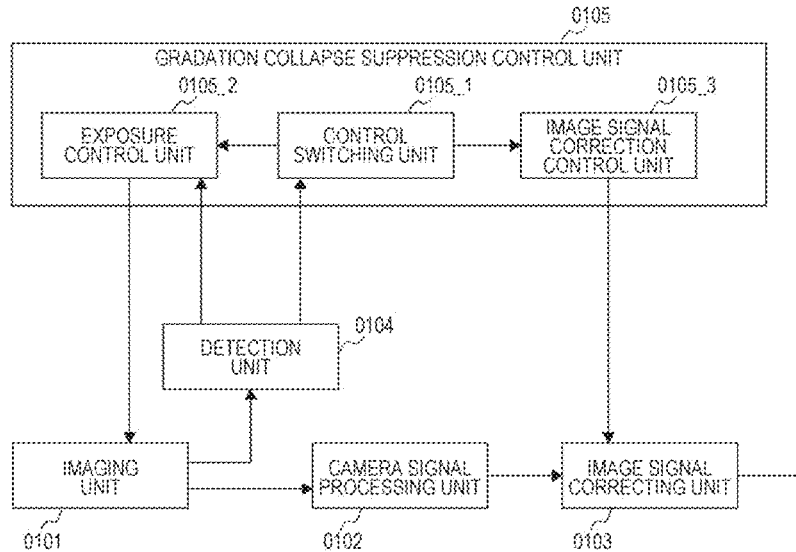 0105
GRADATION COLLAPSE SUPPRESSION CONTROL UNIT
0105_2
0105_1
0105_3
EXPOSURE
CONTROL UNIT
CONTROL
SWITCHING UNIT
IMAGE SIGNAL
CORRECTION
CONTROL UNIT
0104
DETECTION
UNIT
IMAGING
UNIT
CAMERA SIGNAL
PROCESSING UNIT
IMAGE SIGNAL
CORRECTING UNIT
0101
0102
0103